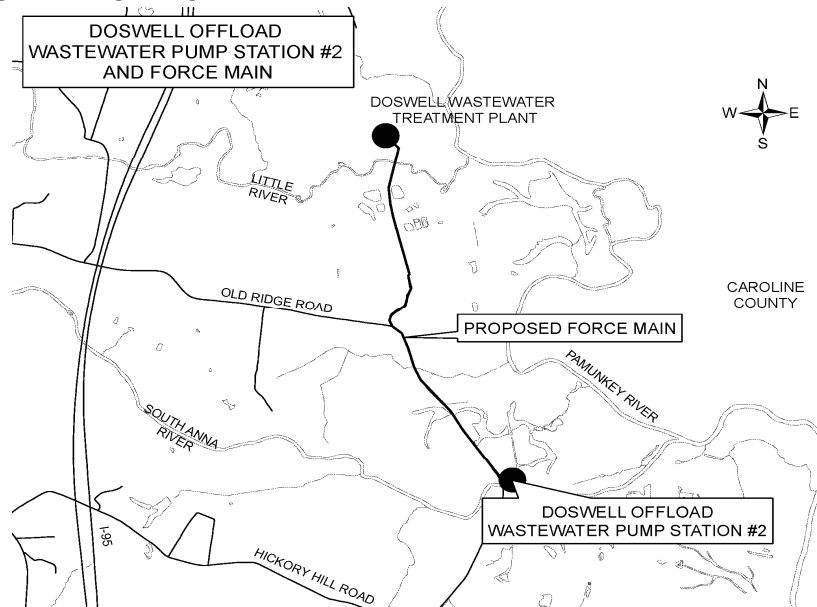 DOSWELL OFFLOAD
WASTEWATER PUMP STATION #2
AND FORCE MAIN
DOSWELL WASTEWATER
TREATMENT PLANT
N
W
E
S
LITTLE
RIVER
CAROLINE
COUNTY
OLD RIDGE ROAD
PROPOSED FORCE MAIN
PAMUNKEY RIVER
SOUTH ANNA
RIVER
DOSWELL OFFLOAD
WASTEWATER PUMP STATION #2
I-95
HICKORY HILL ROAD